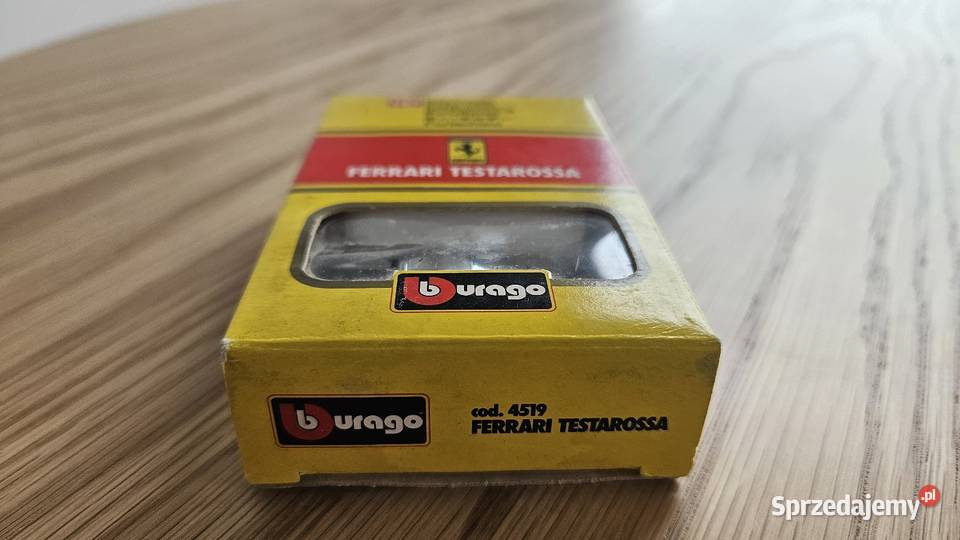 FERRARI TESTAROSSA
burago
burago
cod. 4519
FERRARI TESTAROSSA
Sprzedajemy.pl